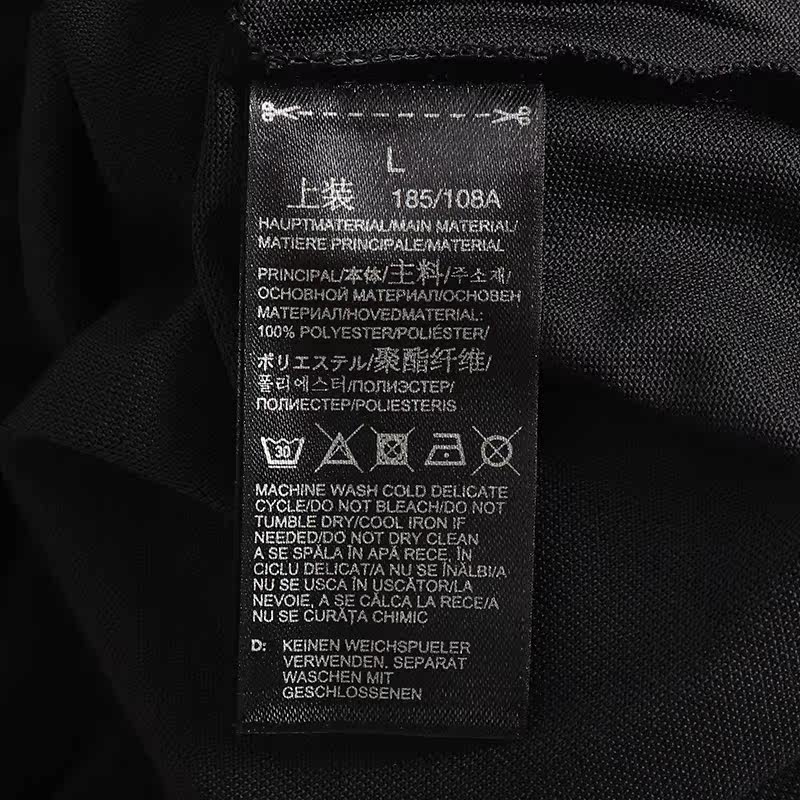 L
上装 185/108A
HAUPTMATERIAL/MAIN MATERIAL/
MATIERE PRINCIPALE/MATERIAL
PRINCIPAL/本体/主料/주소재/
ОСНОВНОЙ МАТЕРИАЛ/ОСНОВЕН
МАТЕРИАЛ/HOVEDMATERIAL:
100% POLYESTER/POLIÉSTER/
ポリエステル/聚酯纤维/
폴리에스터/ПОЛИЭСТЕР/
ПОЛИЕСТЕР/POLIESTERIS
30
MACHINE WASH COLD DELICATE
CYCLE/DO NOT BLEACH/DO NOT
TUMBLE DRY/COOL IRON IF
NEEDED/DO NOT DRY CLEAN
A SE SPĂLA ÎN APĂ RECE, ÎN
CICLU DELICAT/A NU SE ÎNĂLBI/A
NU SE USCA ÎN USCĂTOR/LA
NEVOIE, A SE CĂLCA LA RECE/A
NU SE CURĂȚA CHIMIC
D: KEINEN WEICHSPUELER
VERWENDEN. SEPARAT
WASCHEN MIT
GESCHLOSSENEN